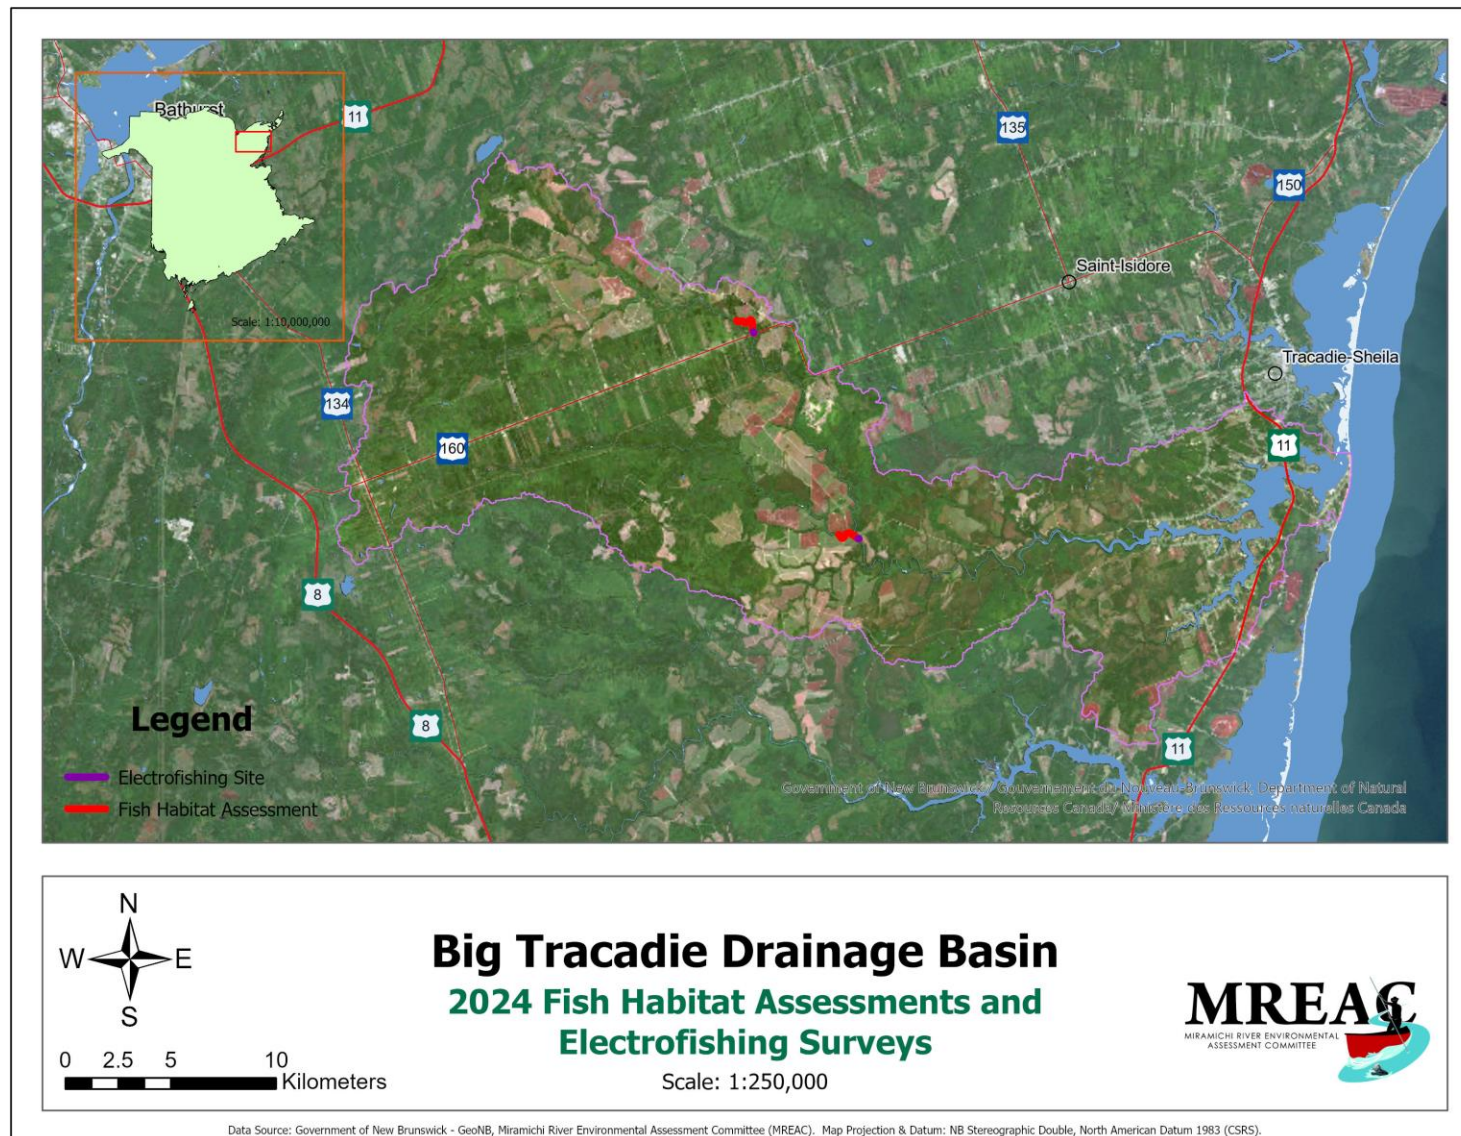 Bathurst
11
135
150
Scale: 1:10,000,000
Saint-Isidore
Tracadie-Sheila
134
160
11
8
8
11
Legend
Electrofishing Site
Fish Habitat Assessment
Government of New Brunswick / Gouvernement du Nouveau-Brunswick, Department of Natural
Resources Canada/ Ministère des Ressources naturelles Canada
N
W
E
S
0 2.5 5 10
Kilometers
Big Tracadie Drainage Basin
2024 Fish Habitat Assessments and
Electrofishing Surveys
Scale: 1:250,000
MREAC
MIRAMICHI RIVER ENVIRONMENTAL
ASSESSMENT COMMITTEE
Data Source: Government of New Brunswick - GeoNB, Miramichi River Environmental Assessment Committee (MREAC). Map Projection & Datum: NB Stereographic Double, North American Datum 1983 (CSRS).